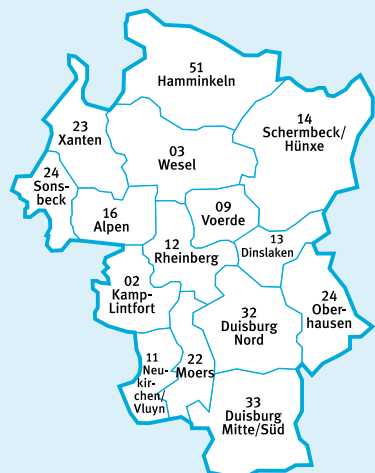 51
Hamminkeln
14
Schermbeck/
Hünxe
23
Xanten
03
Wesel
24
Sons-
beck
16
Alpen
09
Voerde
12
Rheinberg
13
Dinslaken
02
Kamp-
Lintfort
24
Ober-
hausen
32
Duisburg
Nord
11
Neu-
kir-
chen/
Vluyn
22
Moers
33
Duisburg
Mitte/Süd